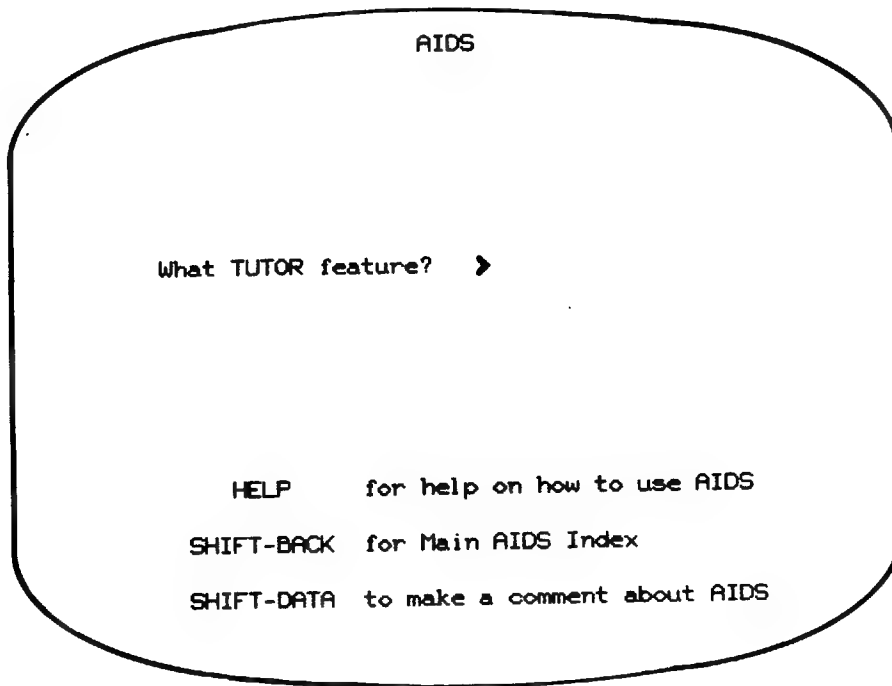 AIDS
What TUTOR feature? >
HELP for help on how to use AIDS
SHIFT-BACK for Main AIDS Index
SHIFT-DATA to make a comment about AIDS